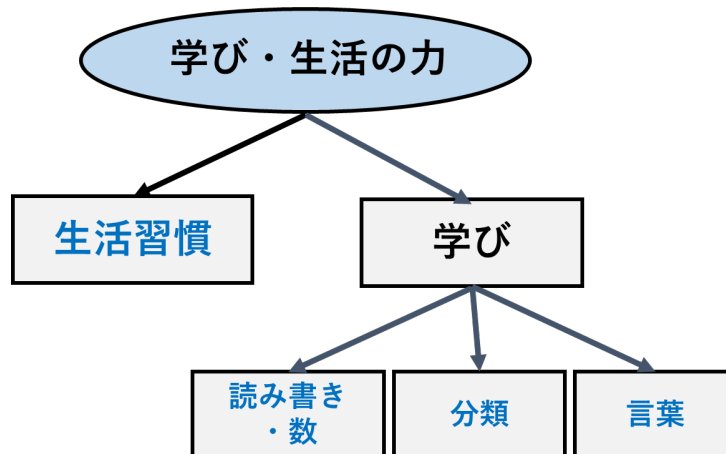 学び・生活の力
生活習慣
学び
読み書き
・数
分類
言葉